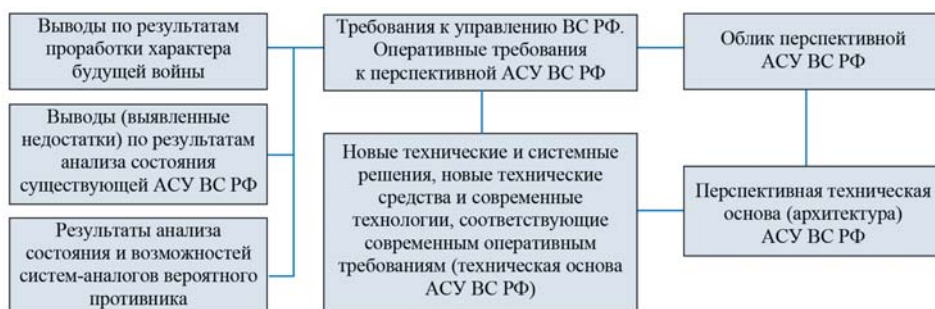 Выводы по результатам
проработки характера
будущей войны
Выводы (выявленные
недостатки) по результатам
анализа состояния
существующей АСУ ВС РФ
Результаты анализа
состояния и возможностей
систем-аналогов вероятного
противника
Требования к управлению ВС РФ.
Оперативные требования
к перспективной АСУ ВС РФ
Новые технические и системные
решения, новые технические
средства и современные
технологии, соответствующие
современным оперативным
требованиям (техническая основа
АСУ ВС РФ)
Облик перспективной
АСУ ВС РФ
Перспективная техническая
основа (архитектура)
АСУ ВС РФ